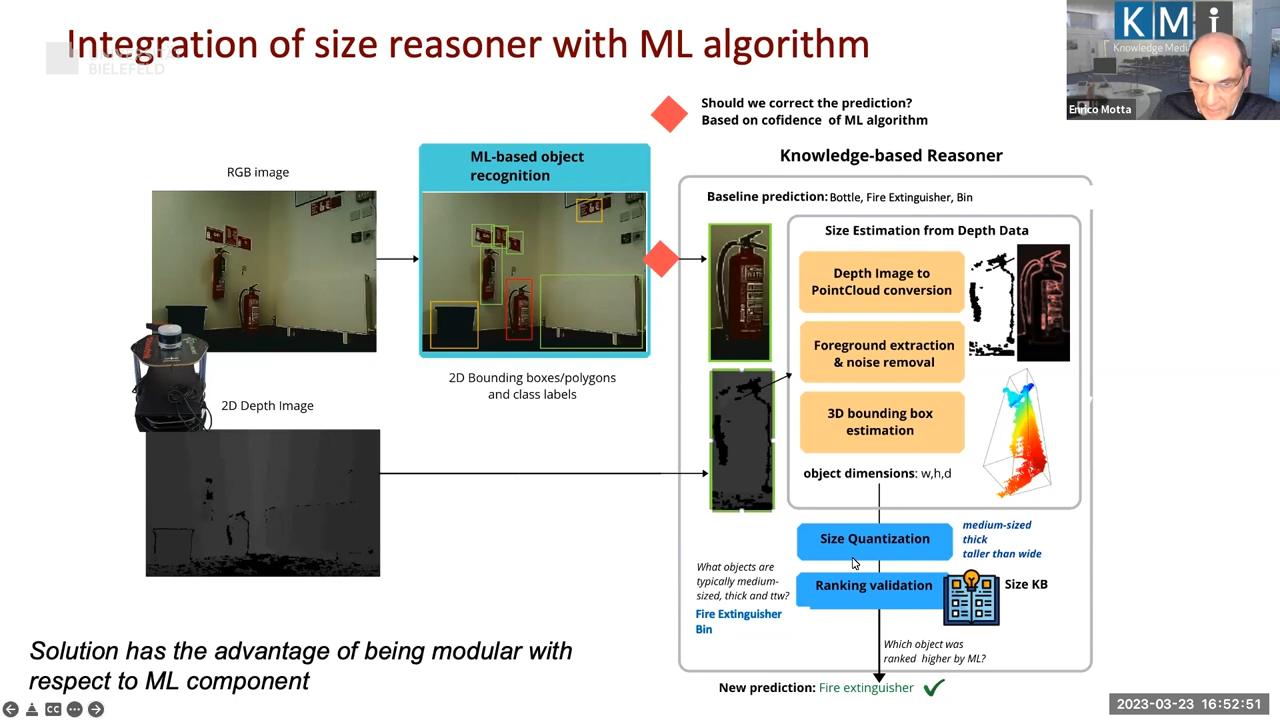 Integration of size reasoner with ML algorithm
BIELEFELD
KMi
Knowledge Medi
Enrico Motta
Should we correct the prediction?
Based on cofidence of ML algorithm
RGB image
ML-based object
recognition
2D Bounding boxes/polygons
and class labels
2D Depth Image
Knowledge-based Reasoner
Baseline prediction: Bottle, Fire Extinguisher, Bin
Size Estimation from Depth Data
Depth Image to
PointCloud conversion
Foreground extraction
& noise removal
3D bounding box
estimation
object dimensions: w,h,d
Size Quantization
medium-sized
thick
taller than wide
What objects are
typically medium-
sized, thick and ttw?
Fire Extinguisher
Bin
Ranking validation
Size KB
Which object was
ranked higher by ML?
New prediction: Fire extinguisher
Solution has the advantage of being modular with
respect to ML component
CC
2023-03-23 16:52:51